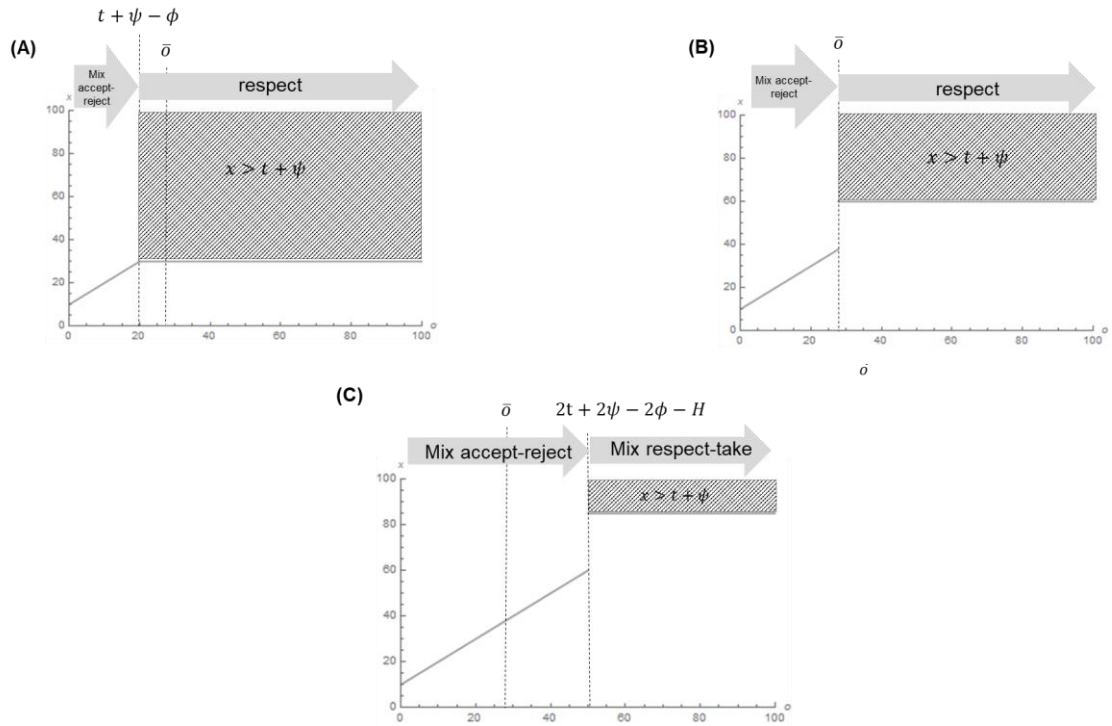 t + ψ − ϕ
(A)
o̅
Mix accept-reject
respect
x
100
80
60
40
20
0
x > t + ψ
0 20 40 60 80 100 o
(B)
o̅
Mix accept-reject
respect
x
100
80
60
40
20
0
x > t + ψ
0 20 40 60 80 100 o
o̅
(C)
o̅ 2t + 2ψ − 2ϕ − H
Mix accept-reject
Mix respect-take
x
100
80
60
40
20
0
x > t + ψ
0 20 40 60 80 100 o